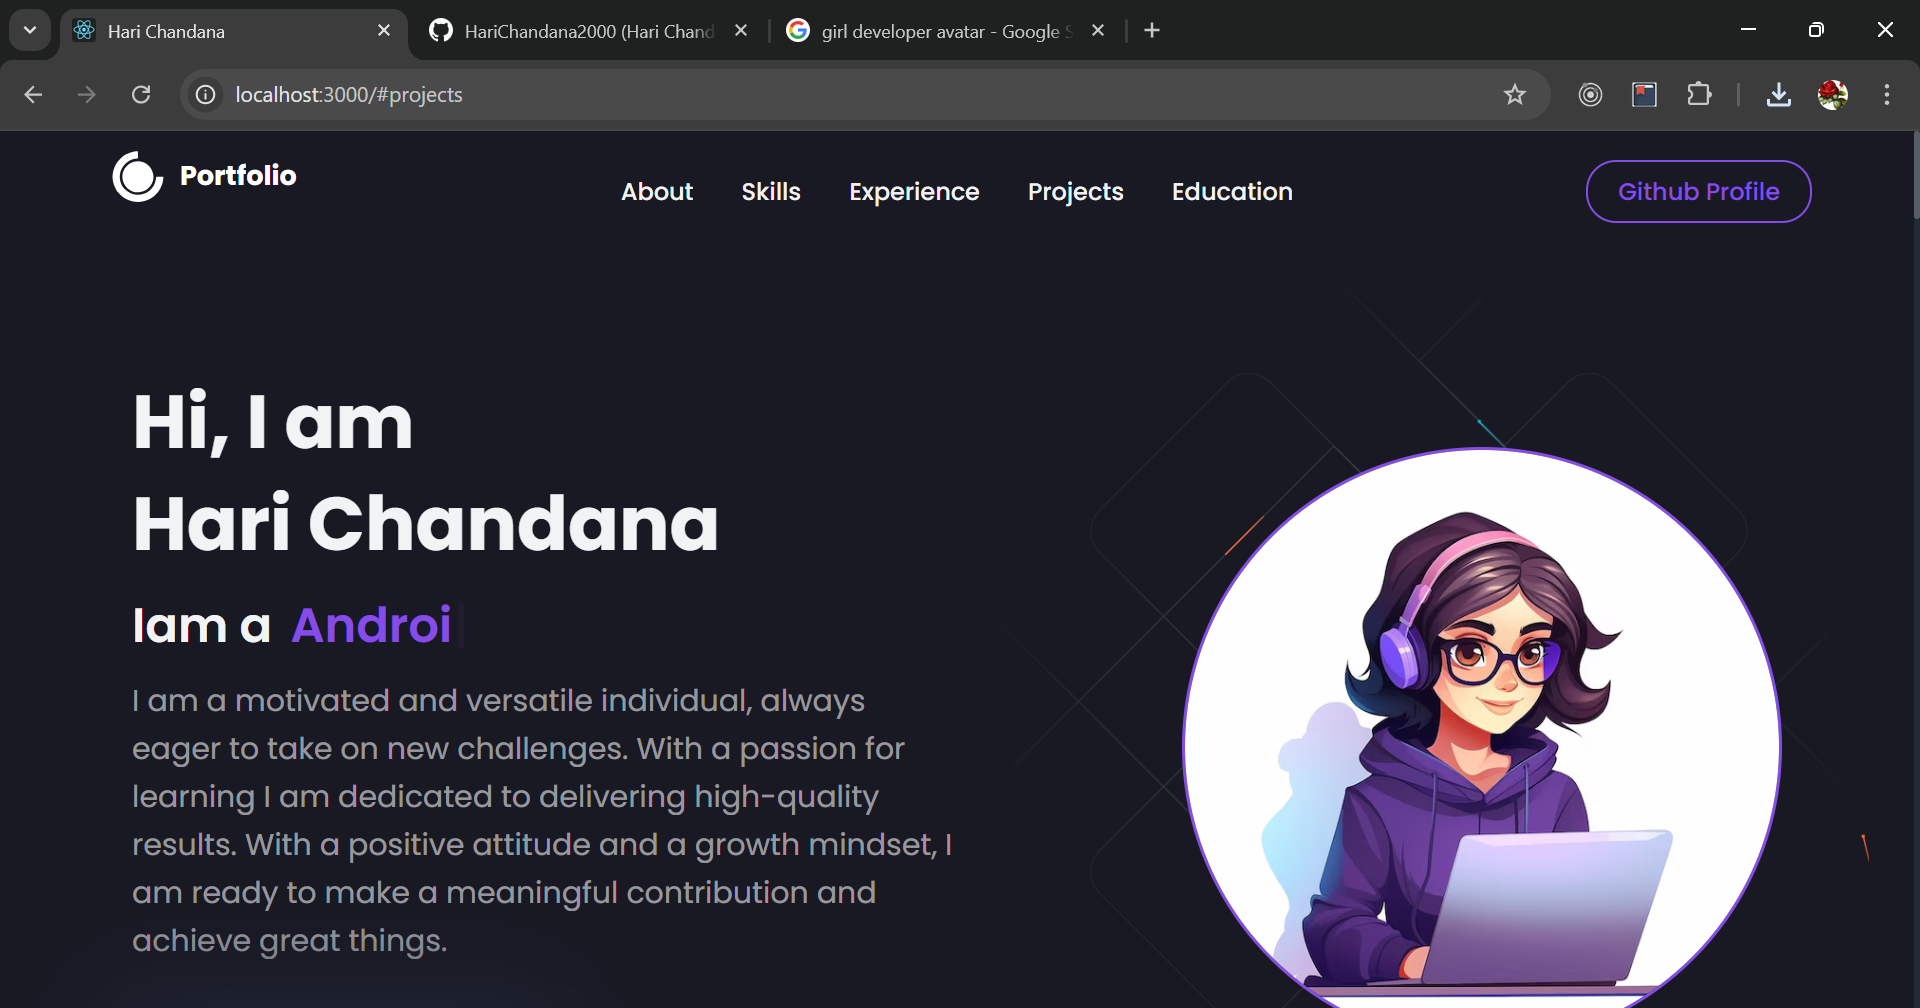 Hari Chandana
HariChandana2000 (Hari Chand
girl developer avatar - Google S
localhost:3000/#projects
Portfolio
About
Skills
Experience
Projects
Education
Github Profile
Hi, I am
Hari Chandana
Iam a Androi
I am a motivated and versatile individual, always
eager to take on new challenges. With a passion for
learning I am dedicated to delivering high-quality
results. With a positive attitude and a growth mindset, I
am ready to make a meaningful contribution and
achieve great things.